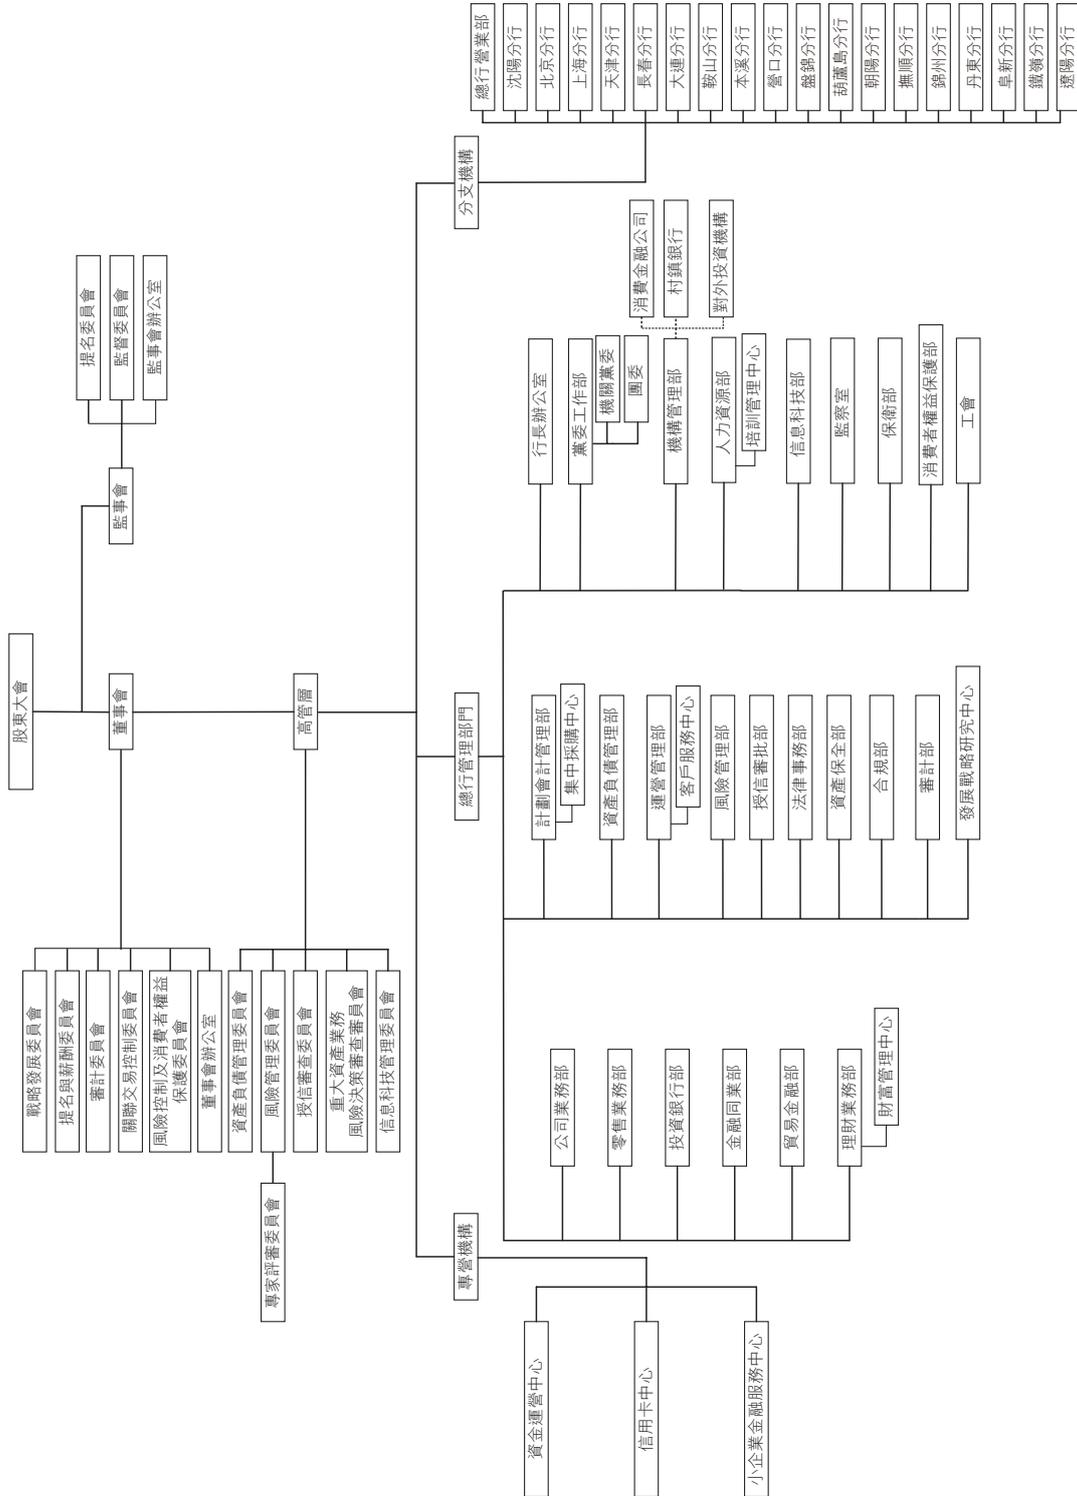 股東大會
監事會
提名委員會
監督委員會
監事會辦公室
董事會
戰略發展委員會
提名與薪酬委員會
審計委員會
關聯交易控制委員會
風險控制及消費者權益
保護委員會
董事會辦公室
高管層
資產負債管理委員會
風險管理委員會
專家評審委員會
授信審查委員會
重大資產業務
風險決策審查審員會
信息科技管理委員會
專營機構
資金運營中心
信用卡中心
小企業金融服務中心
總行管理部門
公司業務部
零售業務部
投資銀行部
金融同業部
貿易金融部
理財業務部
財富管理中心
計劃會計管理部
集中採購中心
資產負債管理部
運營管理部
客戶服務中心
風險管理部
授信審批部
法律事務部
資產保全部
合規部
審計部
發展戰略研究中心
行長辦公室
黨委工作部
機關黨委
團委
機構管理部
消費金融公司
村鎮銀行
對外投資機構
人力資源部
培訓管理中心
信息科技部
監察室
保衛部
消費者權益保護部
工會
分支機構
總行營業部
沈陽分行
北京分行
上海分行
天津分行
長春分行
大連分行
鞍山分行
本溪分行
營口分行
盤錦分行
葫蘆島分行
朝陽分行
撫順分行
錦州分行
丹東分行
阜新分行
鐵嶺分行
遼陽分行